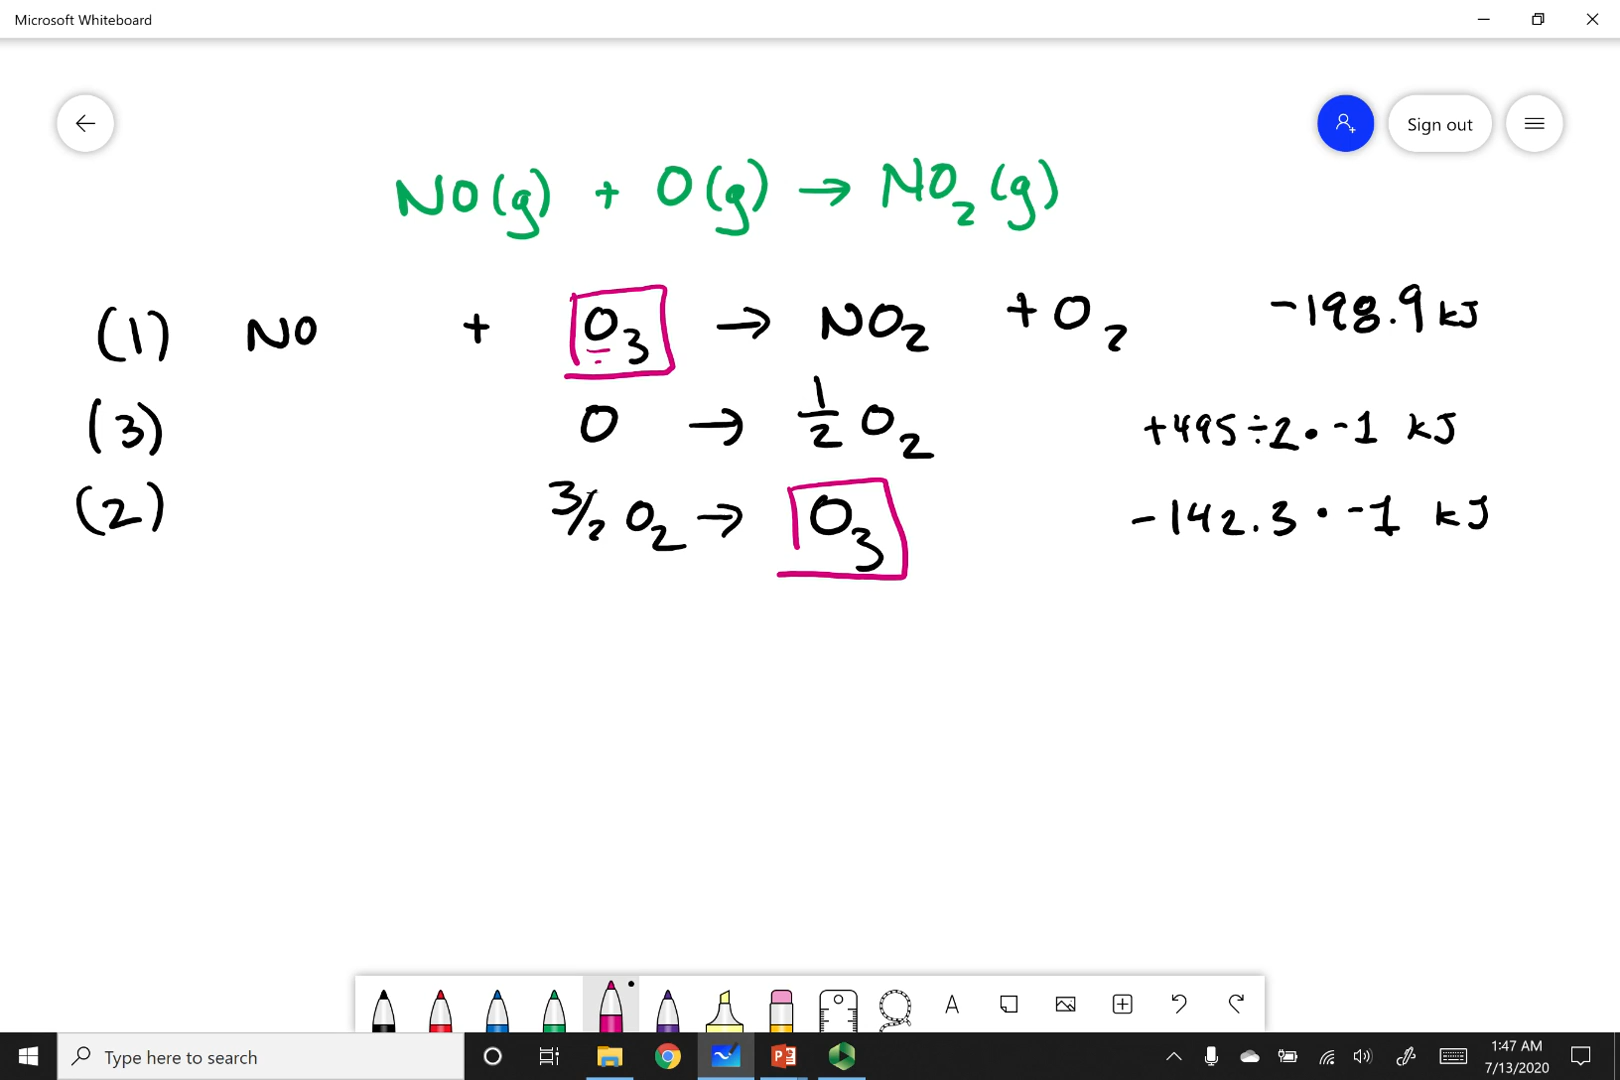 Microsoft Whiteboard
Sign out
NO(g) + O(g) → NO₂(g)
(1) NO + O₃ → NO₂ + O₂ -198.9 kJ
(3) O → 1/2 O₂ +495÷2 • -1 kJ
(2) 3/2 O₂ → O₃ -142.3 • -1 kJ
Type here to search
1:47 AM
7/13/2020